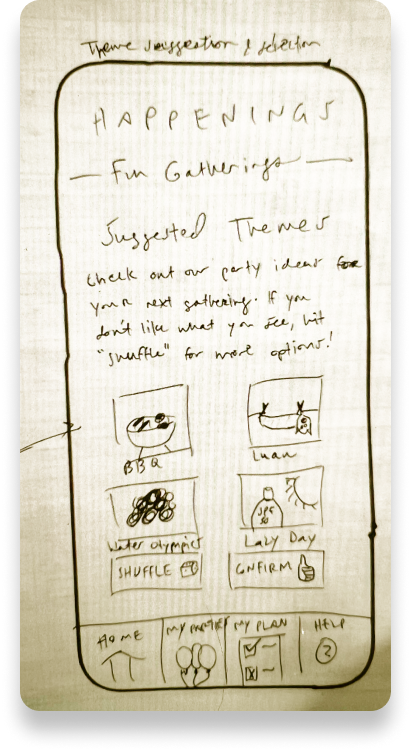 Theme suggestion & selection
HAPPENINGS
Fun Gatherings
Suggested Themes
Check out our party ideas for
your next gathering. If you
don't like what you see, hit
"shuffle" for more options!
BBQ
Luau
Water Olympics
Lazy Day
SPF
50
SHUFFLE
CONFIRM
HOME
MY PARTIES
MY PLAN
HELP
?